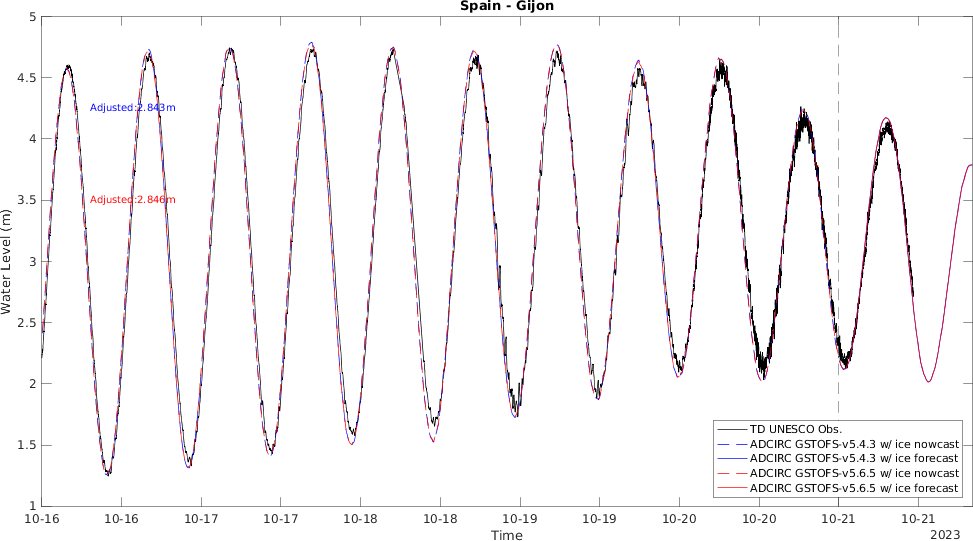 Spain - Gijon
5
4.5
4
3.5
3
2.5
2
1.5
1
Water Level (m)
Adjusted:2.843m
Adjusted:2.846m
TD UNESCO Obs.
ADCIRC GSTOFS-v5.4.3 w/ ice nowcast
ADCIRC GSTOFS-v5.4.3 w/ ice forecast
ADCIRC GSTOFS-v5.6.5 w/ ice nowcast
ADCIRC GSTOFS-v5.6.5 w/ ice forecast
10-16 10-16 10-17 10-17 10-18 10-18 10-19 10-19 10-20 10-20 10-21 10-21
2023
Time